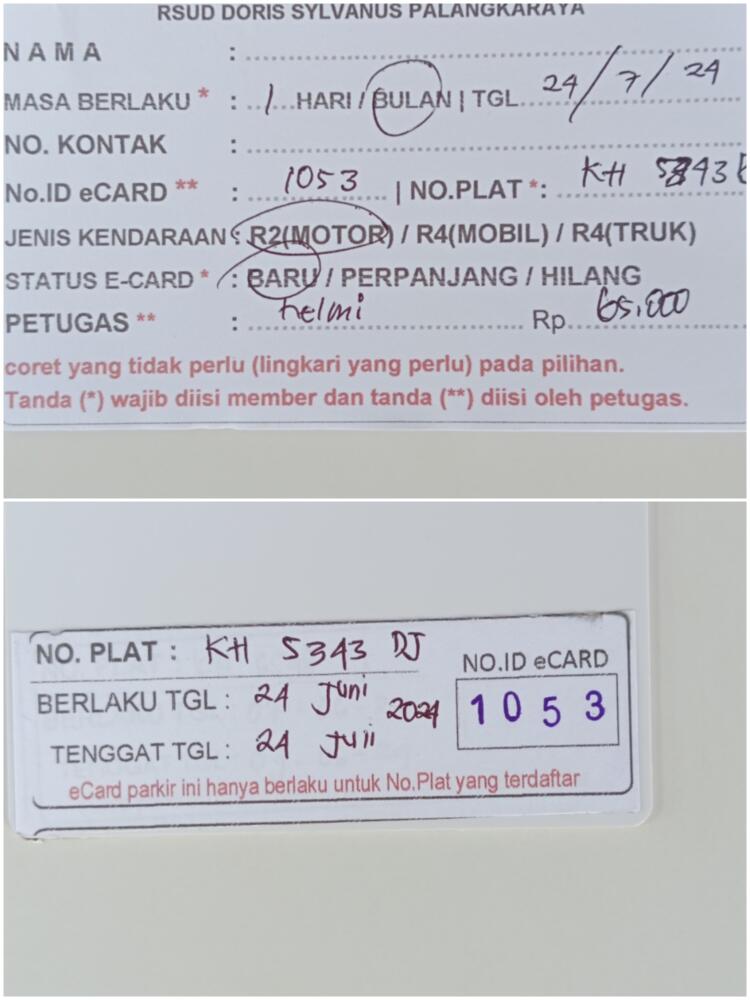 RSUD DORIS SYLVANUS PALANGKARAYA
NAMA :
MASA BERLAKU * : 1 HARI / BULAN | TGL 24/7/24
NO. KONTAK :
No.ID eCARD ** : 1053 | NO.PLAT *: KH 5343
JENIS KENDARAAN : R2(MOTOR) / R4(MOBIL) / R4(TRUK)
STATUS E-CARD * : BARU / PERPANJANG / HILANG
PETUGAS ** : helmi Rp. 65.000
coret yang tidak perlu (lingkari yang perlu) pada pilihan.
Tanda (*) wajib diisi member dan tanda (**) diisi oleh petugas.
NO. PLAT : KH 5343 DJ
NO.ID eCARD
1053
BERLAKU TGL : 24 Juni 2024
TENGGAT TGL : 24 Juli
eCard parkir ini hanya berlaku untuk No.Plat yang terdaftar